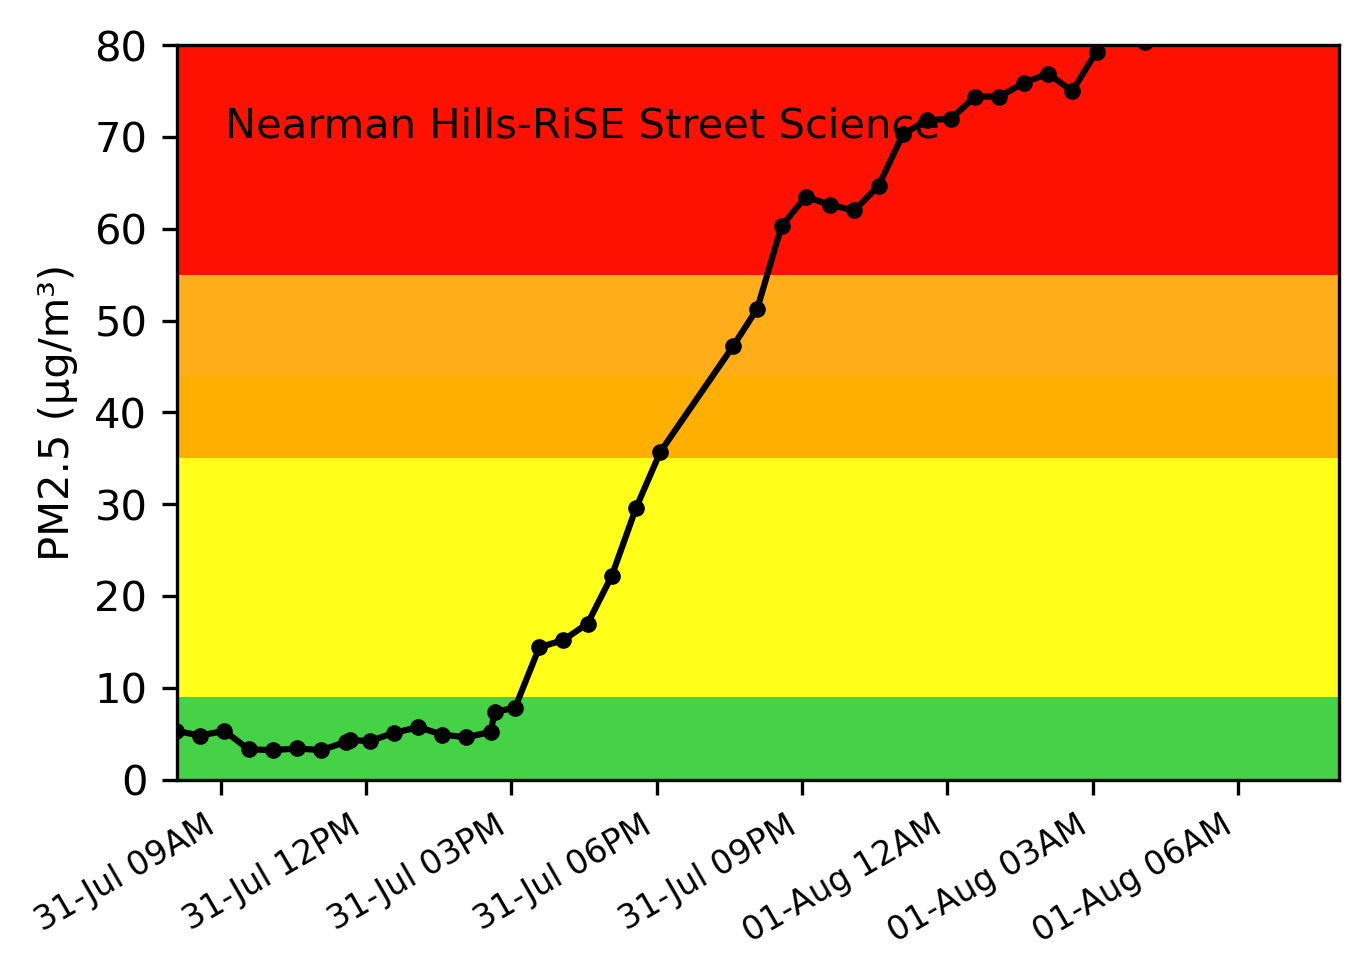 80
70
60
50
40
30
20
10
0
PM2.5 (µg/m³)
Nearman Hills-RiSE Street Science
31-Jul 09AM
31-Jul 12PM
31-Jul 03PM
31-Jul 06PM
31-Jul 09PM
01-Aug 12AM
01-Aug 03AM
01-Aug 06AM